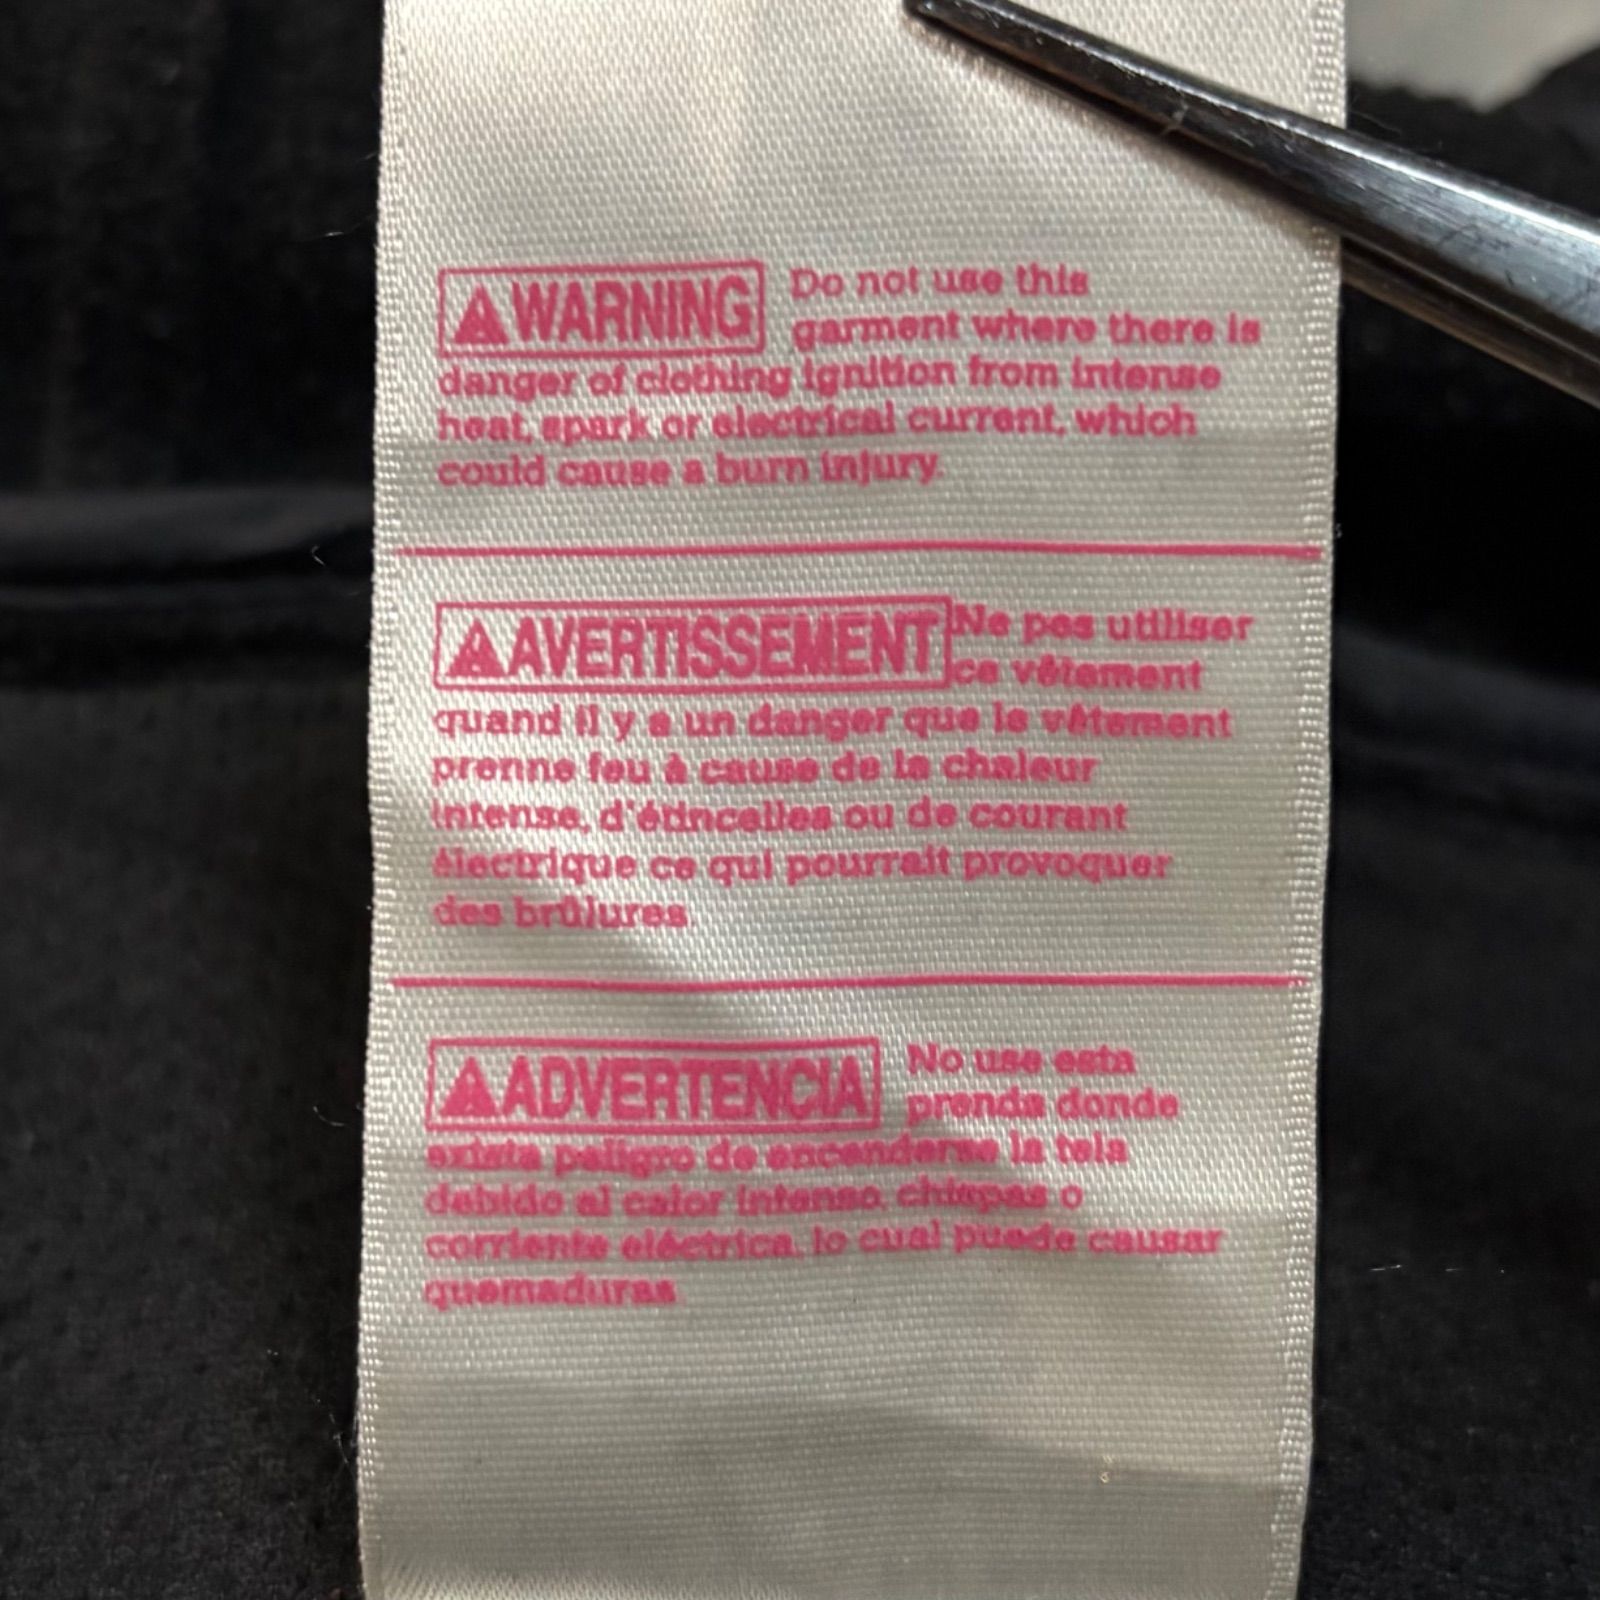 ⚠WARNING Do not use this
garment where there is
danger of clothing ignition from intense
heat, spark or electrical current, which
could cause a burn injury.
⚠AVERTISSEMENT Ne pas utiliser
ce vêtement
quand il y a un danger que le vêtement
prenne feu à cause de la chaleur
intense, d'étincelles ou de courant
électrique ce qui pourrait provoquer
des brûlures
⚠ADVERTENCIA No use esta
prenda donde
exista peligro de encenderse la tela
debido al calor intenso, chispas o
corriente eléctrica, lo cual puede causar
quemaduras